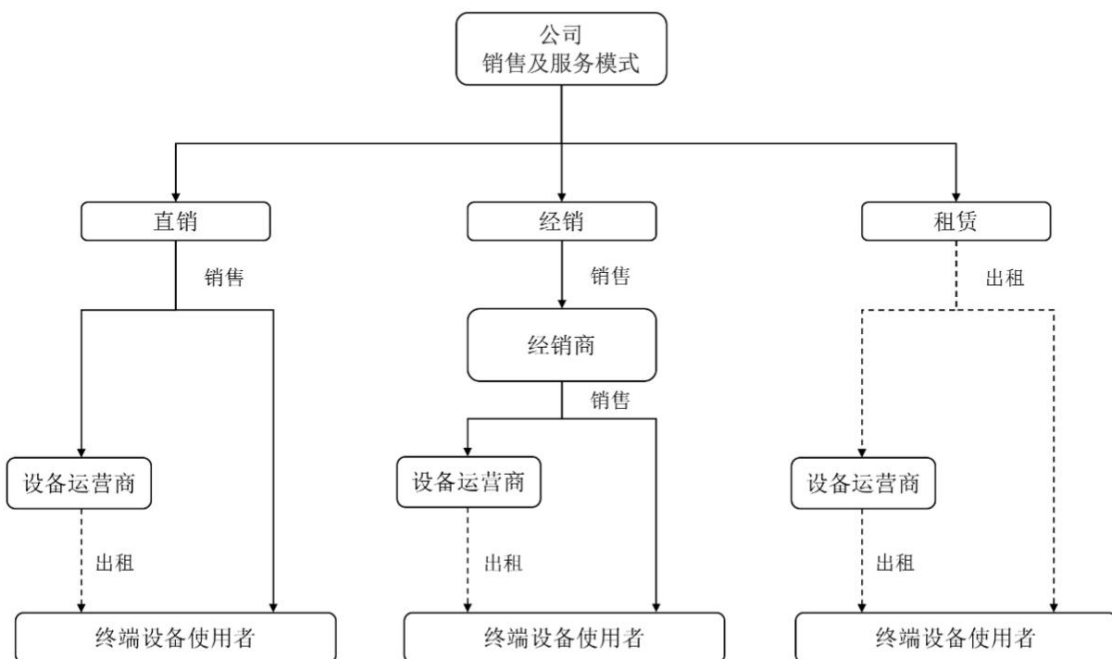 公司
销售及服务模式
直销
经销
租赁
销售
销售
出租
经销商
销售
设备运营商
设备运营商
设备运营商
出租
出租
出租
终端设备使用者
终端设备使用者
终端设备使用者